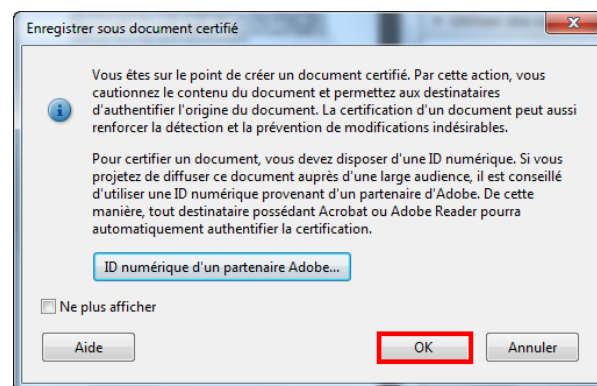 Enregistrer sous document certifié
Vous êtes sur le point de créer un document certifié. Par cette action, vous
cautionnez le contenu du document et permettez aux destinataires
d'authentifier l'origine du document. La certification d'un document peut aussi
renforcer la détection et la prévention de modifications indésirables.
Pour certifier un document, vous devez disposer d'une ID numérique. Si vous
projetez de diffuser ce document auprès d'une large audience, il est conseillé
d'utiliser une ID numérique provenant d'un partenaire d'Adobe. De cette
manière, tout destinataire possédant Acrobat ou Adobe Reader pourra
automatiquement authentifier la certification.
ID numérique d'un partenaire Adobe...
Ne plus afficher
Aide OK Annuler